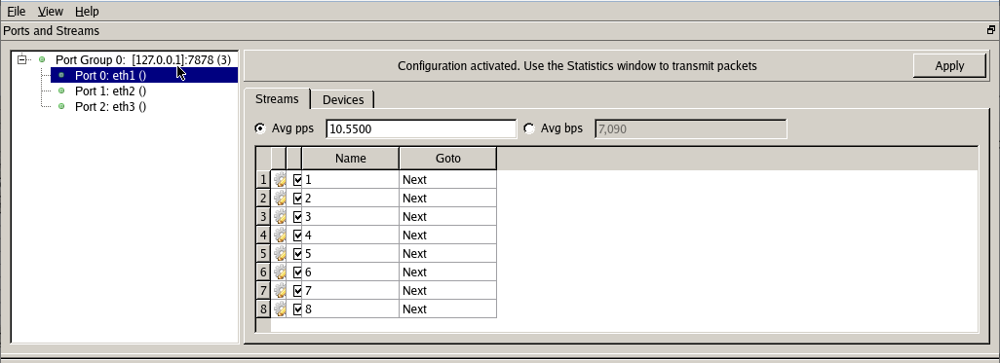 File View Help
Ports and Streams
Port Group 0: [127.0.0.1]:7878 (3)
Port 0: eth1 ()
Port 1: eth2 ()
Port 2: eth3 ()
Configuration activated. Use the Statistics window to transmit packets
Apply
Streams Devices
Avg pps 10.5500 Avg bps 7,090
Name Goto
1 1 Next
2 2 Next
3 3 Next
4 4 Next
5 5 Next
6 6 Next
7 7 Next
8 8 Next